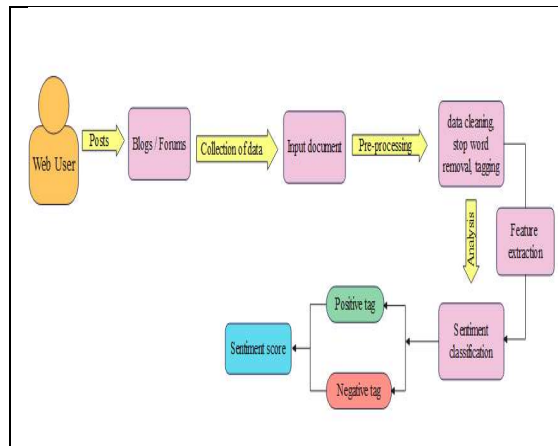 Web User
Posts
Blogs / Forums
Collection of data
Input document
Pre-processing
data cleaning,
stop word
removal, tagging
Analysis
Feature
extraction
Sentiment
classification
Positive tag
Negative tag
Sentiment score